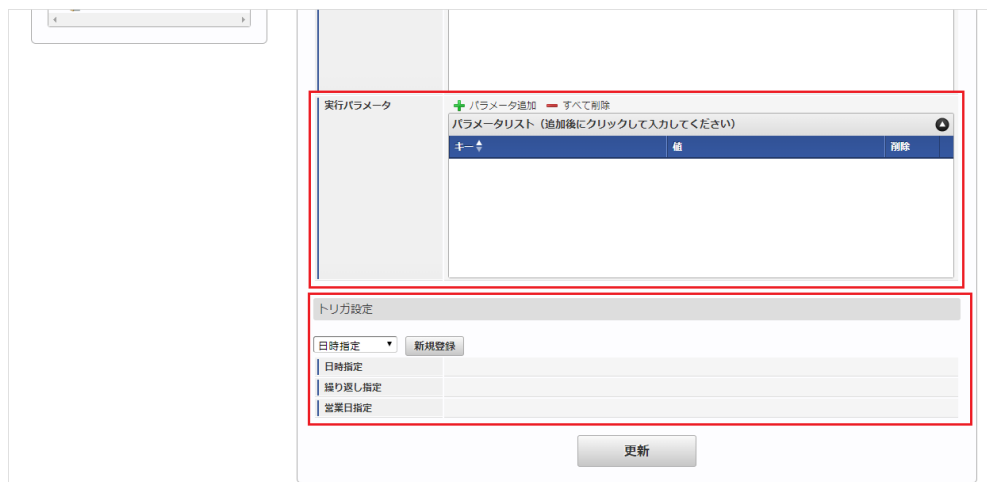 実行パラメータ
パラメータ追加 すべて削除
パラメータリスト（追加後にクリックして入力してください）
キー 値 削除
トリガ設定
日時指定 新規登録
日時指定
繰り返し指定
営業日指定
更新